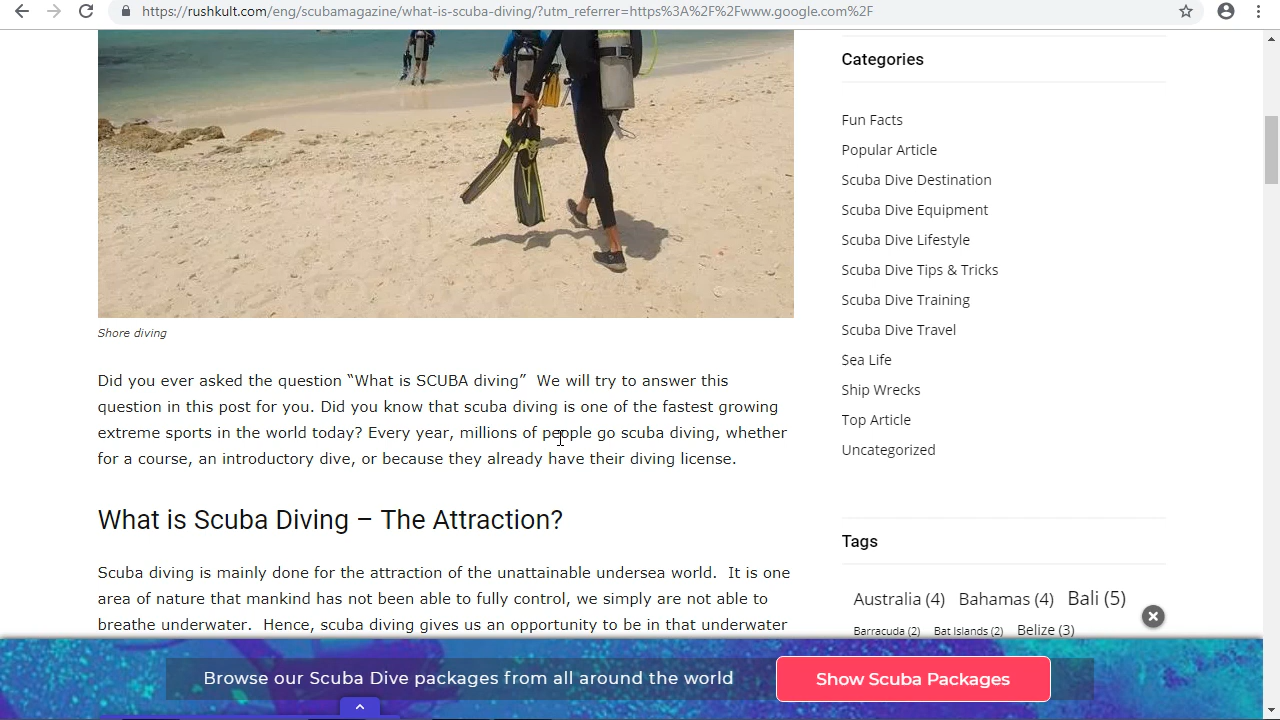 https://rushkult.com/eng/scubamagazine/what-is-scuba-diving/?utm_referrer=https%3A%2F%2Fwww.google.com%2F
Shore diving
Did you ever asked the question “What is SCUBA diving”  We will try to answer this
question in this post for you. Did you know that scuba diving is one of the fastest growing
extreme sports in the world today? Every year, millions of people go scuba diving, whether
for a course, an introductory dive, or because they already have their diving license.
What is Scuba Diving – The Attraction?
Scuba diving is mainly done for the attraction of the unattainable undersea world.  It is one
area of nature that mankind has not been able to fully control, we simply are not able to
breathe underwater.  Hence, scuba diving gives us an opportunity to be in that underwater
Categories
Fun Facts
Popular Article
Scuba Dive Destination
Scuba Dive Equipment
Scuba Dive Lifestyle
Scuba Dive Tips & Tricks
Scuba Dive Training
Scuba Dive Travel
Sea Life
Ship Wrecks
Top Article
Uncategorized
Tags
Australia (4) Bahamas (4) Bali (5)
Barracuda (2) Bat Islands (2) Belize (3)
Browse our Scuba Dive packages from all around the world
Show Scuba Packages